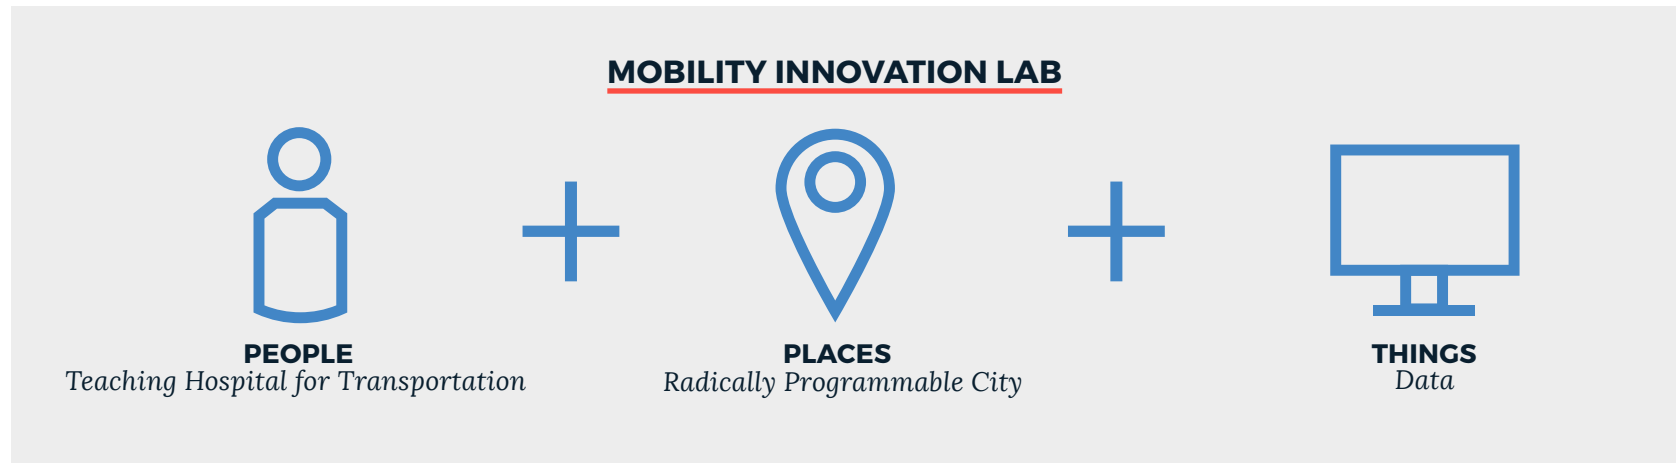 MOBILITY INNOVATION LAB
PEOPLE
Teaching Hospital for Transportation
PLACES
Radically Programmable City
THINGS
Data